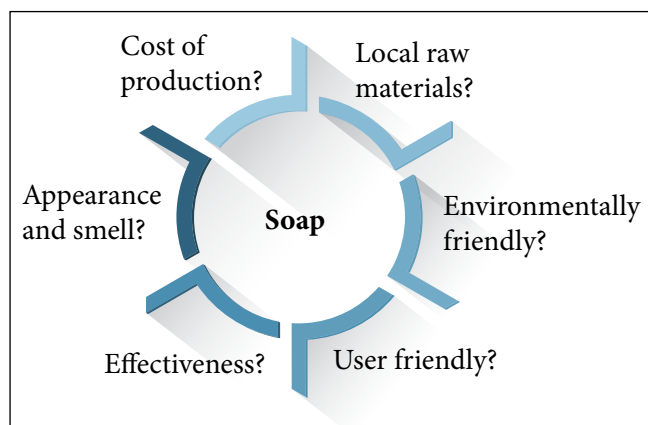 Cost of
production?
Local raw
materials?
Appearance
and smell?
Soap
Environmentally
friendly?
Effectiveness?
User friendly?